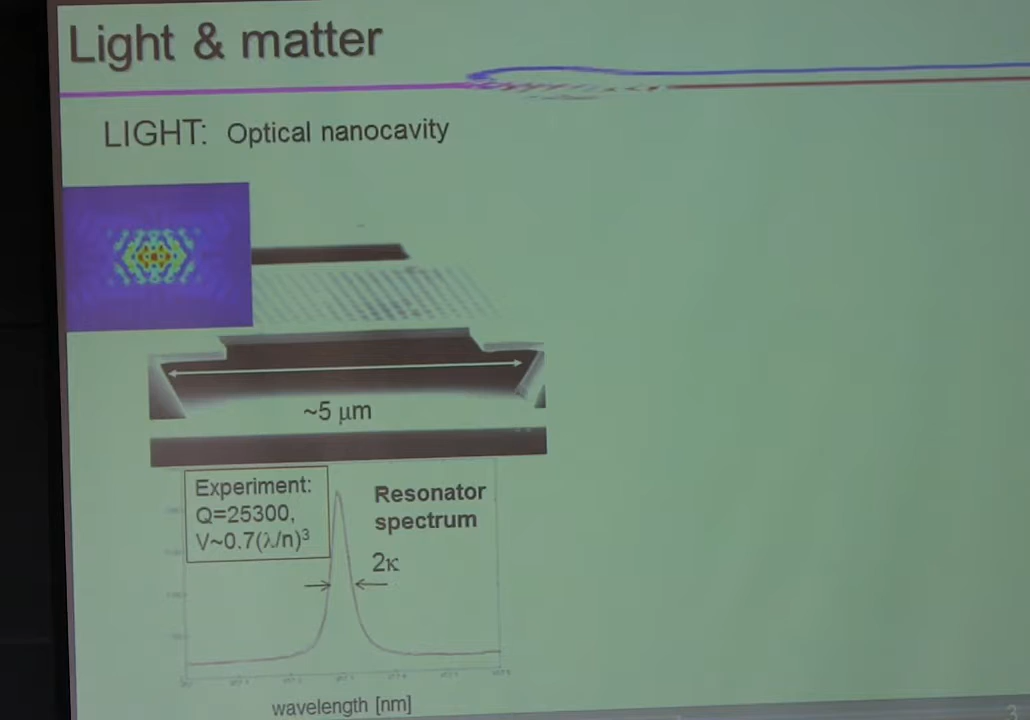 Light & matter
LIGHT: Optical nanocavity
~5 μm
Experiment:
Q=25300,
V~0.7(λ/n)³
Resonator
spectrum
2κ
wavelength [nm]